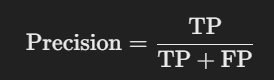 Precision = TP / TP + FP